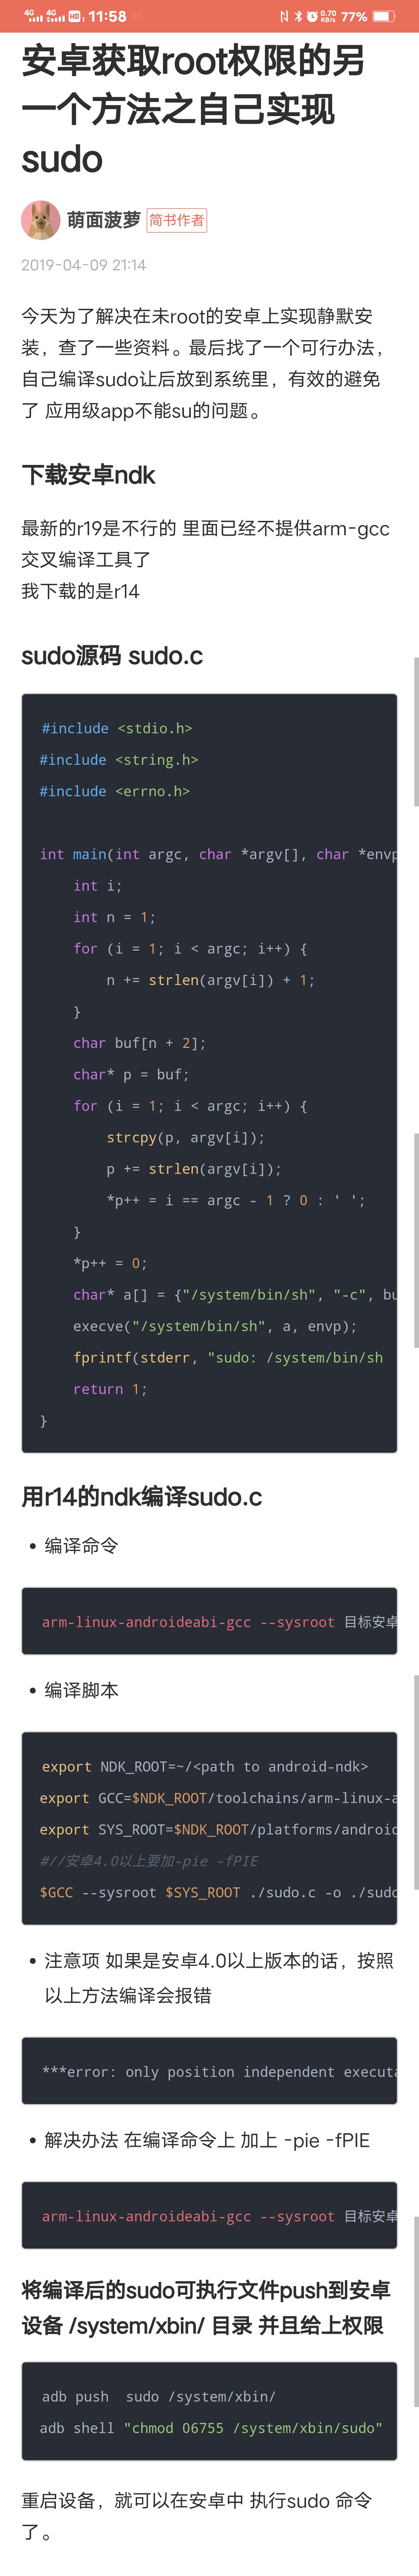 4G 4G HD 1 11:58 0.70 KB/s 77%
安卓获取root权限的另
一个方法之自己实现
sudo
萌面菠萝 简书作者
2019-04-09 21:14
今天为了解决在未root的安卓上实现静默安
装，查了一些资料。最后找了一个可行办法，
自己编译sudo让后放到系统里，有效的避免
了 应用级app不能su的问题。
下载安卓ndk
最新的r19是不行的 里面已经不提供arm-gcc
交叉编译工具了
我下载的是r14
sudo源码 sudo.c
#include <stdio.h>
#include <string.h>
#include <errno.h>
int main(int argc, char *argv[], char *envp
int i;
int n = 1;
for (i = 1; i < argc; i++) {
n += strlen(argv[i]) + 1;
}
char buf[n + 2];
char* p = buf;
for (i = 1; i < argc; i++) {
strcpy(p, argv[i]);
p += strlen(argv[i]);
*p++ = i == argc - 1 ? 0 : ' ';
}
*p++ = 0;
char* a[] = {"/system/bin/sh", "-c", bu
execve("/system/bin/sh", a, envp);
fprintf(stderr, "sudo: /system/bin/sh
return 1;
}
用r14的ndk编译sudo.c
• 编译命令
arm-linux-androideabi-gcc --sysroot 目标安卓
• 编译脚本
export NDK_ROOT=~/<path to android-ndk>
export GCC=$NDK_ROOT/toolchains/arm-linux-a
export SYS_ROOT=$NDK_ROOT/platforms/android
#//安卓4.0以上要加-pie -fPIE
$GCC --sysroot $SYS_ROOT ./sudo.c -o ./sudo
• 注意项 如果是安卓4.0以上版本的话，按照
以上方法编译会报错
***error: only position independent executa
• 解决办法 在编译命令上 加上 -pie -fPIE
arm-linux-androideabi-gcc --sysroot 目标安卓
将编译后的sudo可执行文件push到安卓
设备 /system/xbin/ 目录 并且给上权限
adb push  sudo /system/xbin/
adb shell "chmod 06755 /system/xbin/sudo"
重启设备，就可以在安卓中 执行sudo 命令
了。